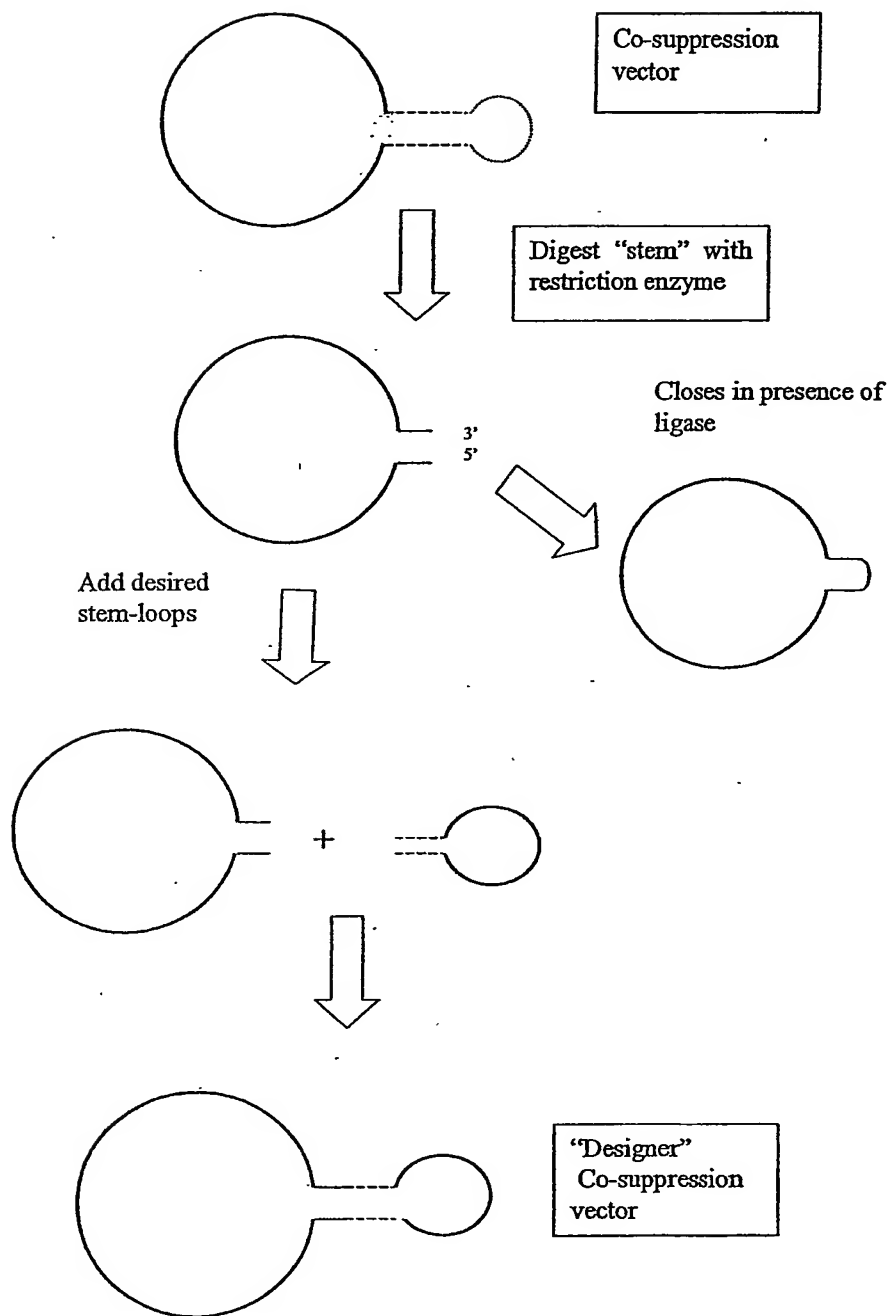 Co-suppression
vector
Digest “stem” with
restriction enzyme
3'
5'
Closes in presence of
ligase
Add desired
stem-loops
+
“Designer”
Co-suppression
vector